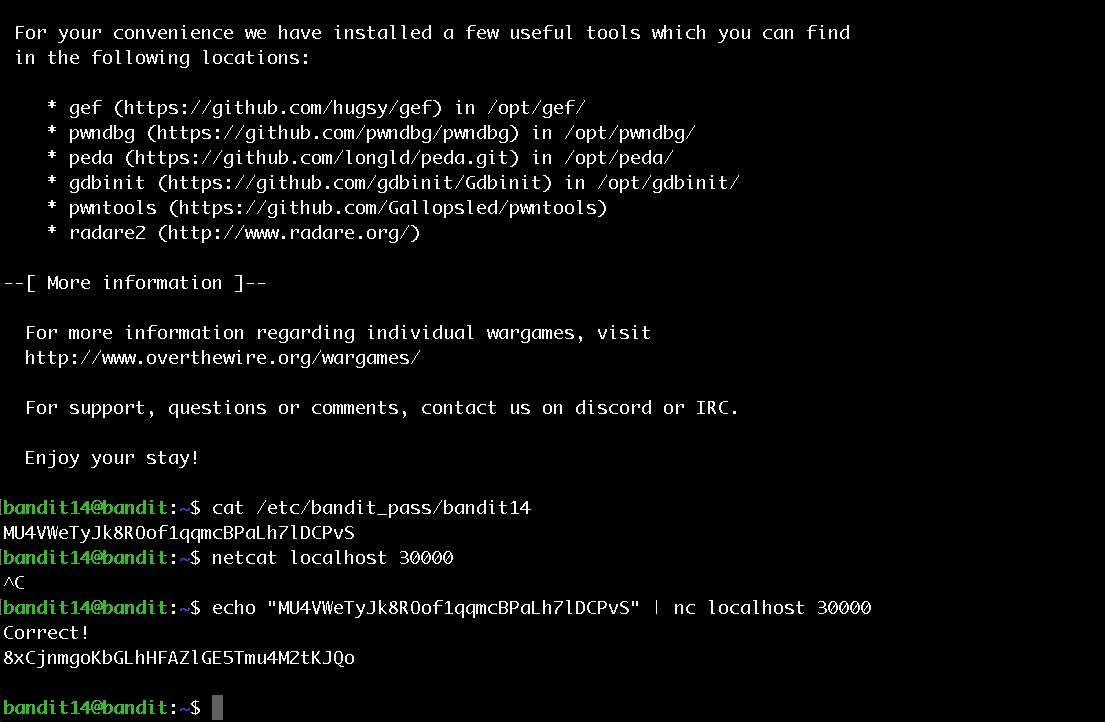 For your convenience we have installed a few useful tools which you can find
in the following locations:
* gef (https://github.com/hugsy/gef) in /opt/gef/
* pwndbg (https://github.com/pwndbg/pwndbg) in /opt/pwndbg/
* peda (https://github.com/longld/peda.git) in /opt/peda/
* gdbinit (https://github.com/gdbinit/Gdbinit) in /opt/gdbinit/
* pwntools (https://github.com/Gallopsled/pwntools)
* radare2 (http://www.radare.org/)
--[ More information ]--
For more information regarding individual wargames, visit
http://www.overthewire.org/wargames/
For support, questions or comments, contact us on discord or IRC.
Enjoy your stay!
bandit14@bandit:~$ cat /etc/bandit_pass/bandit14
MU4VWeTyJk8ROof1qqmcBPaLh7lDCPvS
bandit14@bandit:~$ netcat localhost 30000
^C
bandit14@bandit:~$ echo "MU4VWeTyJk8ROof1qqmcBPaLh7lDCPvS" | nc localhost 30000
Correct!
8xCjnmgoKbGLhHFAZlGE5Tmu4M2tKJQo
bandit14@bandit:~$